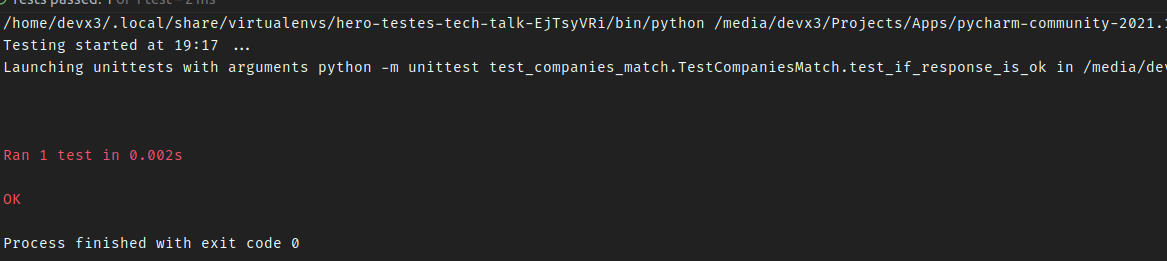 Tests passed: 1 of 1 test – 2 ms
/home/devx3/.local/share/virtualenvs/hero-testes-tech-talk-EjTsyVRi/bin/python /media/devx3/Projects/Apps/pycharm-community-2021.1
Testing started at 19:17 ...
Launching unittests with arguments python -m unittest test_companies_match.TestCompaniesMatch.test_if_response_is_ok in /media/dev
Ran 1 test in 0.002s
OK
Process finished with exit code 0